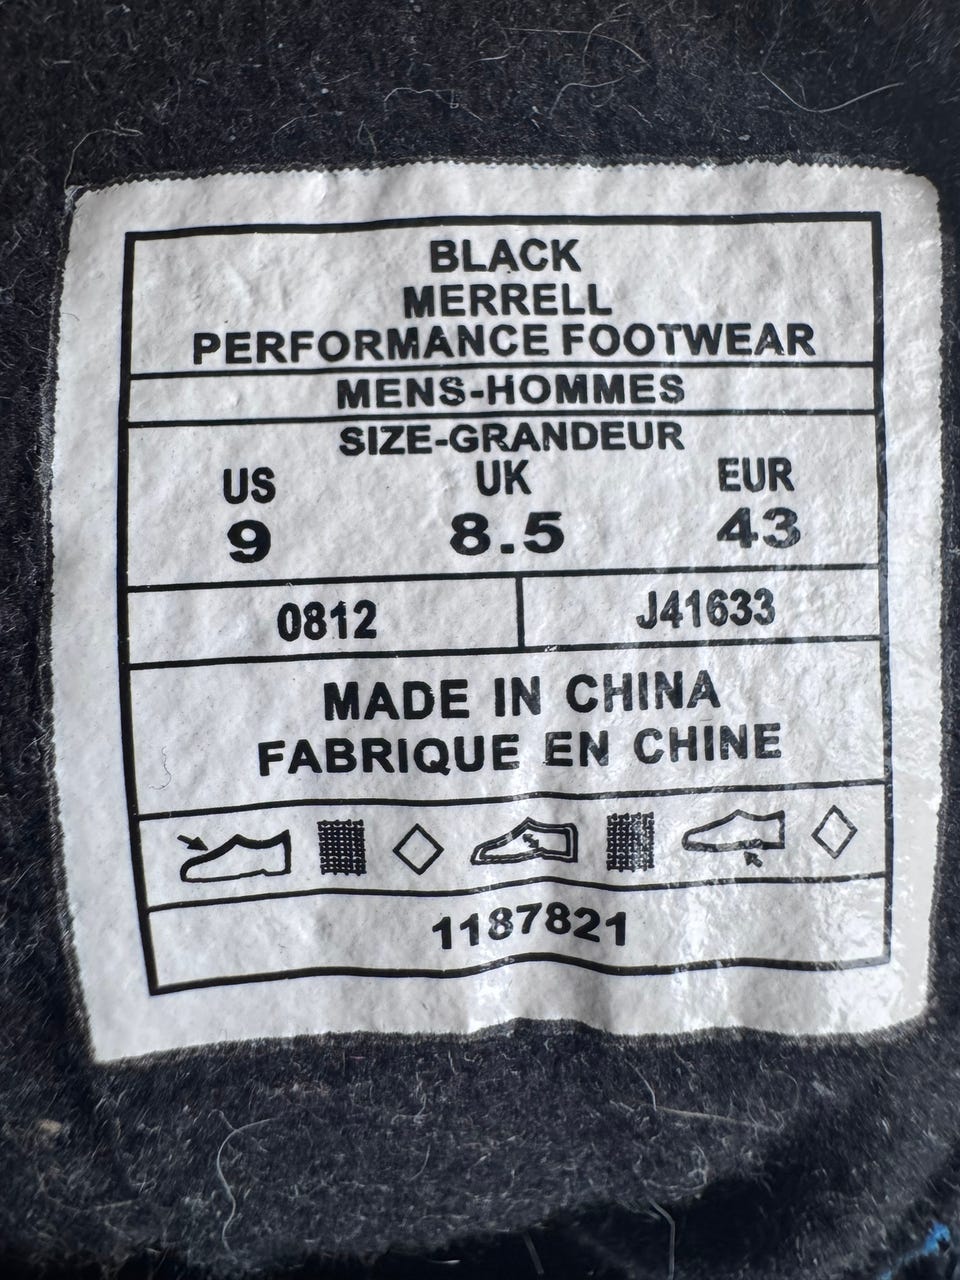 BLACK
MERRELL
PERFORMANCE FOOTWEAR
MENS-HOMMES
SIZE-GRANDEUR
US UK EUR
9 8.5 43
0812 J41633
MADE IN CHINA
FABRIQUE EN CHINE
1187821